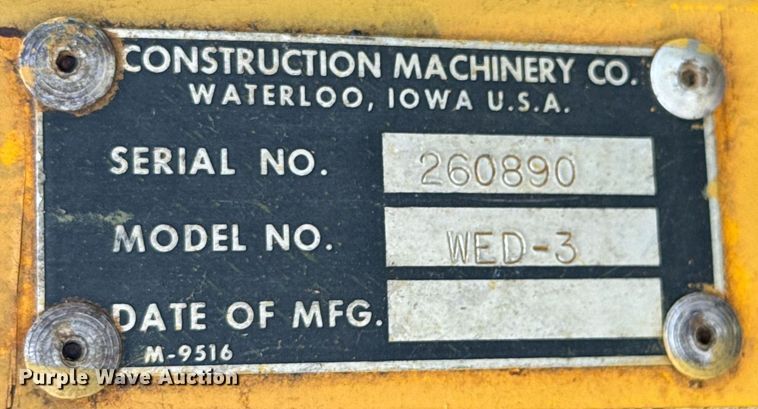 CONSTRUCTION MACHINERY CO.
WATERLOO, IOWA U.S.A.
SERIAL NO. 260890
MODEL NO. WED-3
DATE OF MFG.
M-9516
Purple Wave Auction